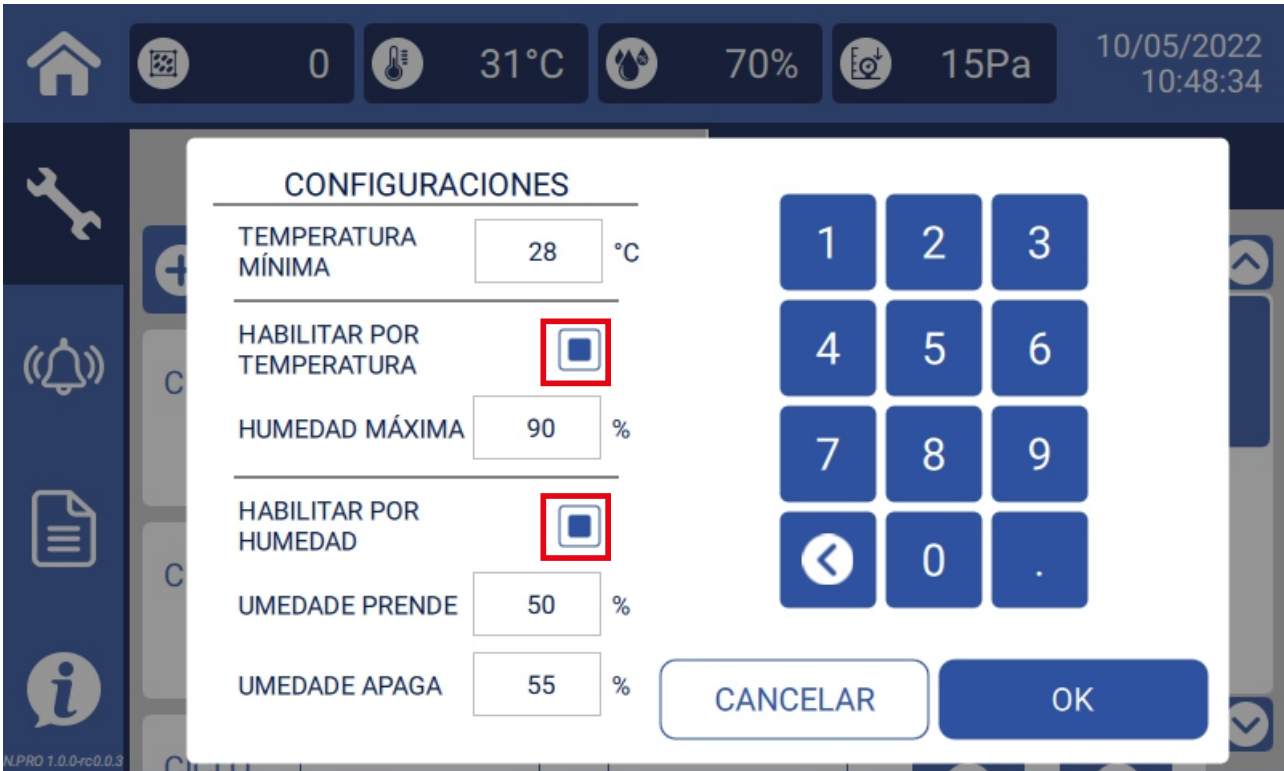 0
31°C
70%
15Pa
10/05/2022
10:48:34
CONFIGURACIONES
TEMPERATURA
MÍNIMA
28 °C
HABILITAR POR
TEMPERATURA
HUMEDAD MÁXIMA 90 %
HABILITAR POR
HUMEDAD
UMEDADE PRENDE 50 %
UMEDADE APAGA 55 %
1 2 3
4 5 6
7 8 9
0 .
CANCELAR OK
C
C
N.PRO 1.0.0-rc0.0.3